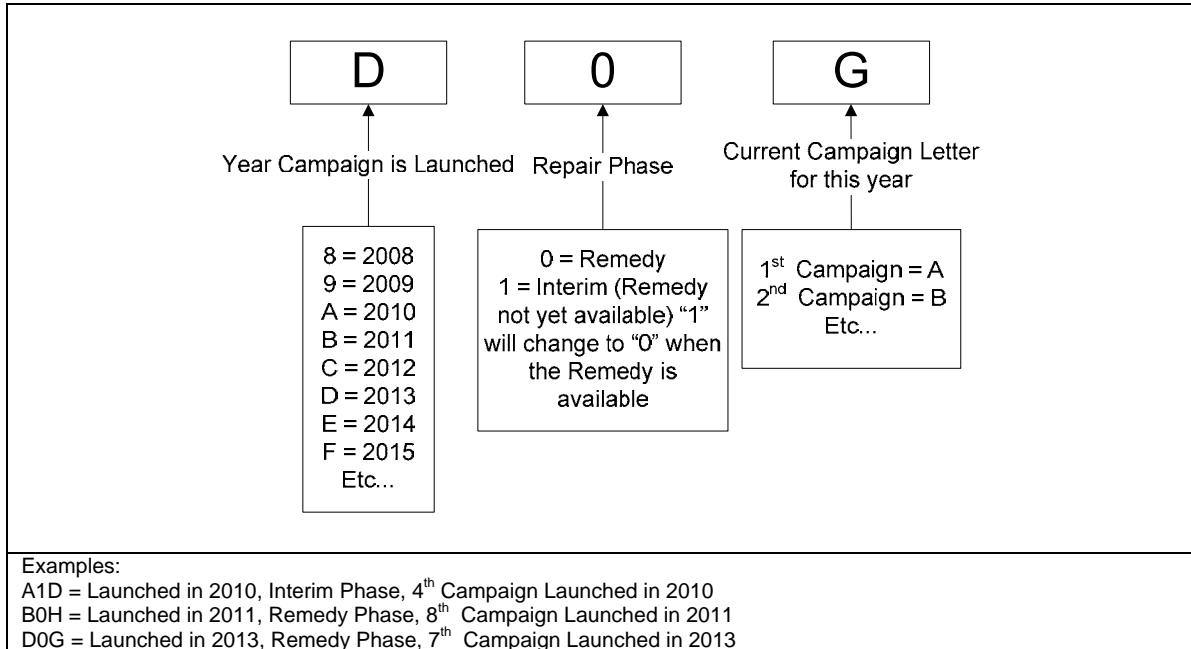 D
0
G
Year Campaign is Launched
Repair Phase
Current Campaign Letter
for this year
8 = 2008
9 = 2009
A = 2010
B = 2011
C = 2012
D = 2013
E = 2014
F = 2015
Etc...
0 = Remedy
1 = Interim (Remedy
not yet available) “1”
will change to “0” when
the Remedy is
available
1st Campaign = A
2nd Campaign = B
Etc...
Examples:
A1D = Launched in 2010, Interim Phase, 4th Campaign Launched in 2010
B0H = Launched in 2011, Remedy Phase, 8th Campaign Launched in 2011
D0G = Launched in 2013, Remedy Phase, 7th Campaign Launched in 2013